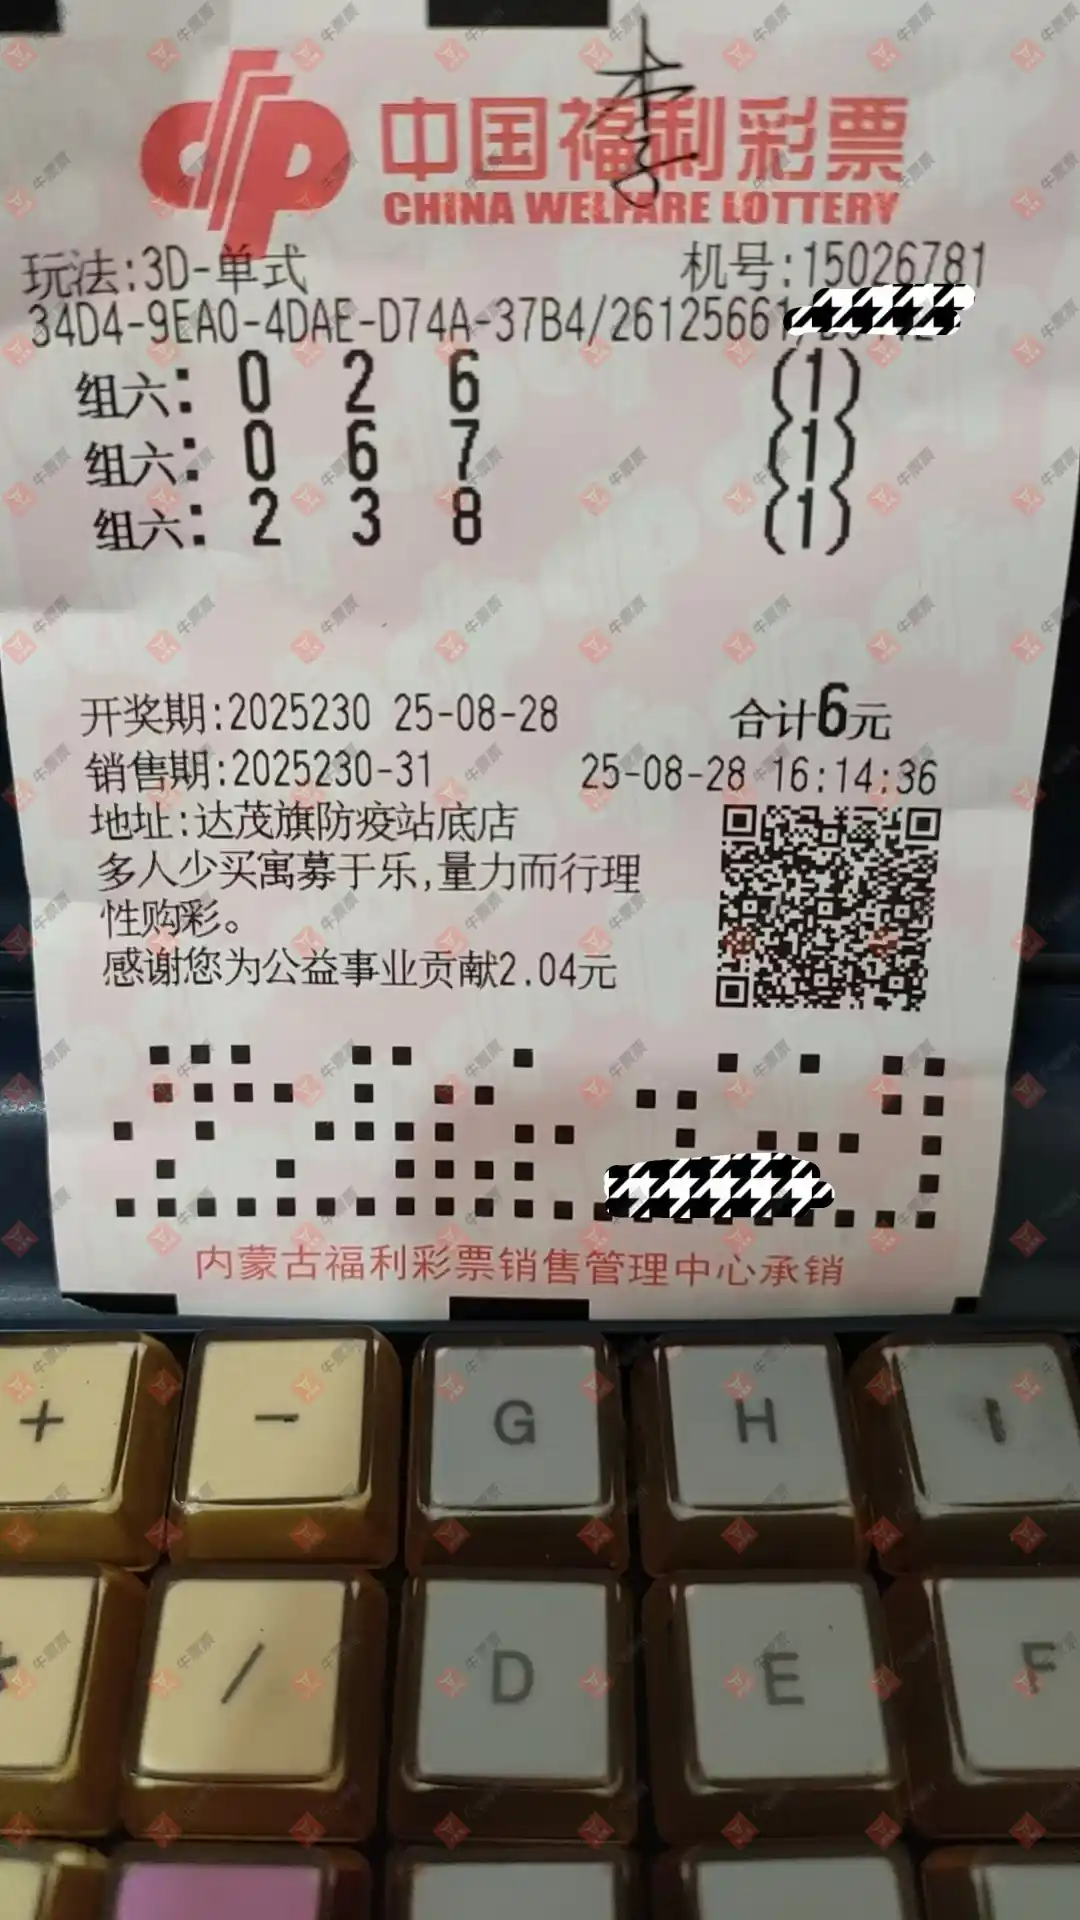 李
中国福利彩票
CHINA WELFARE LOTTERY
玩法:3D-单式 机号:15026781
34D4-9EA0-4DAE-D74A-37B4/26125661
组六: 0 2 6 (1)
组六: 0 6 7 (1)
组六: 2 3 8 (1)
开奖期:2025230 25-08-28 合计6元
销售期:2025230-31 25-08-28 16:14:36
地址:达茂旗防疫站底店
多人少买寓募于乐,量力而行理
性购彩。
感谢您为公益事业贡献2.04元
内蒙古福利彩票销售管理中心承销
+ - G H I
/ D E F
牛票票